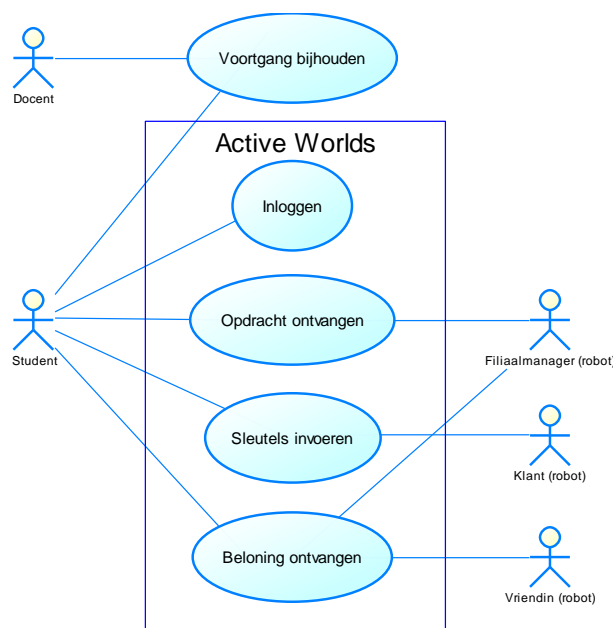 Voortgang bijhouden
Docent
Active Worlds
Inloggen
Opdracht ontvangen
Student
Filiaalmanager (robot)
Sleutels invoeren
Klant (robot)
Beloning ontvangen
Vriendin (robot)